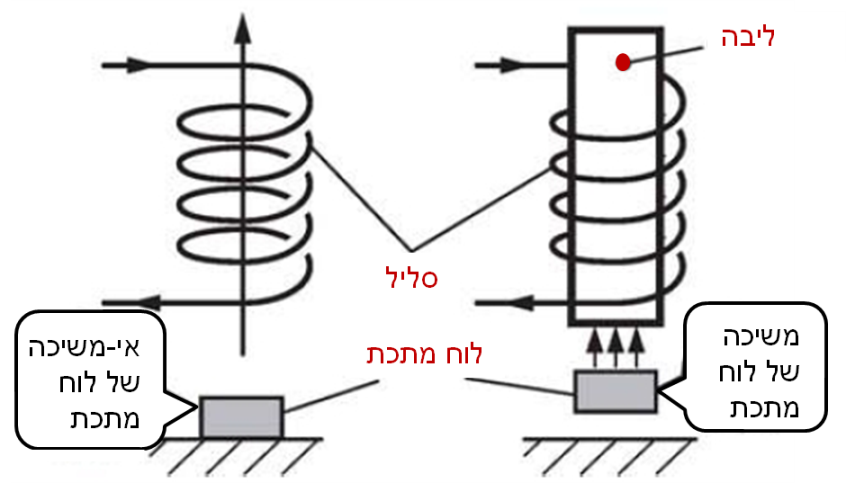 ליבה
סליל
לוח מתכת
אי-משיכה
של לוח
מתכת
משיכה
של לוח
מתכת